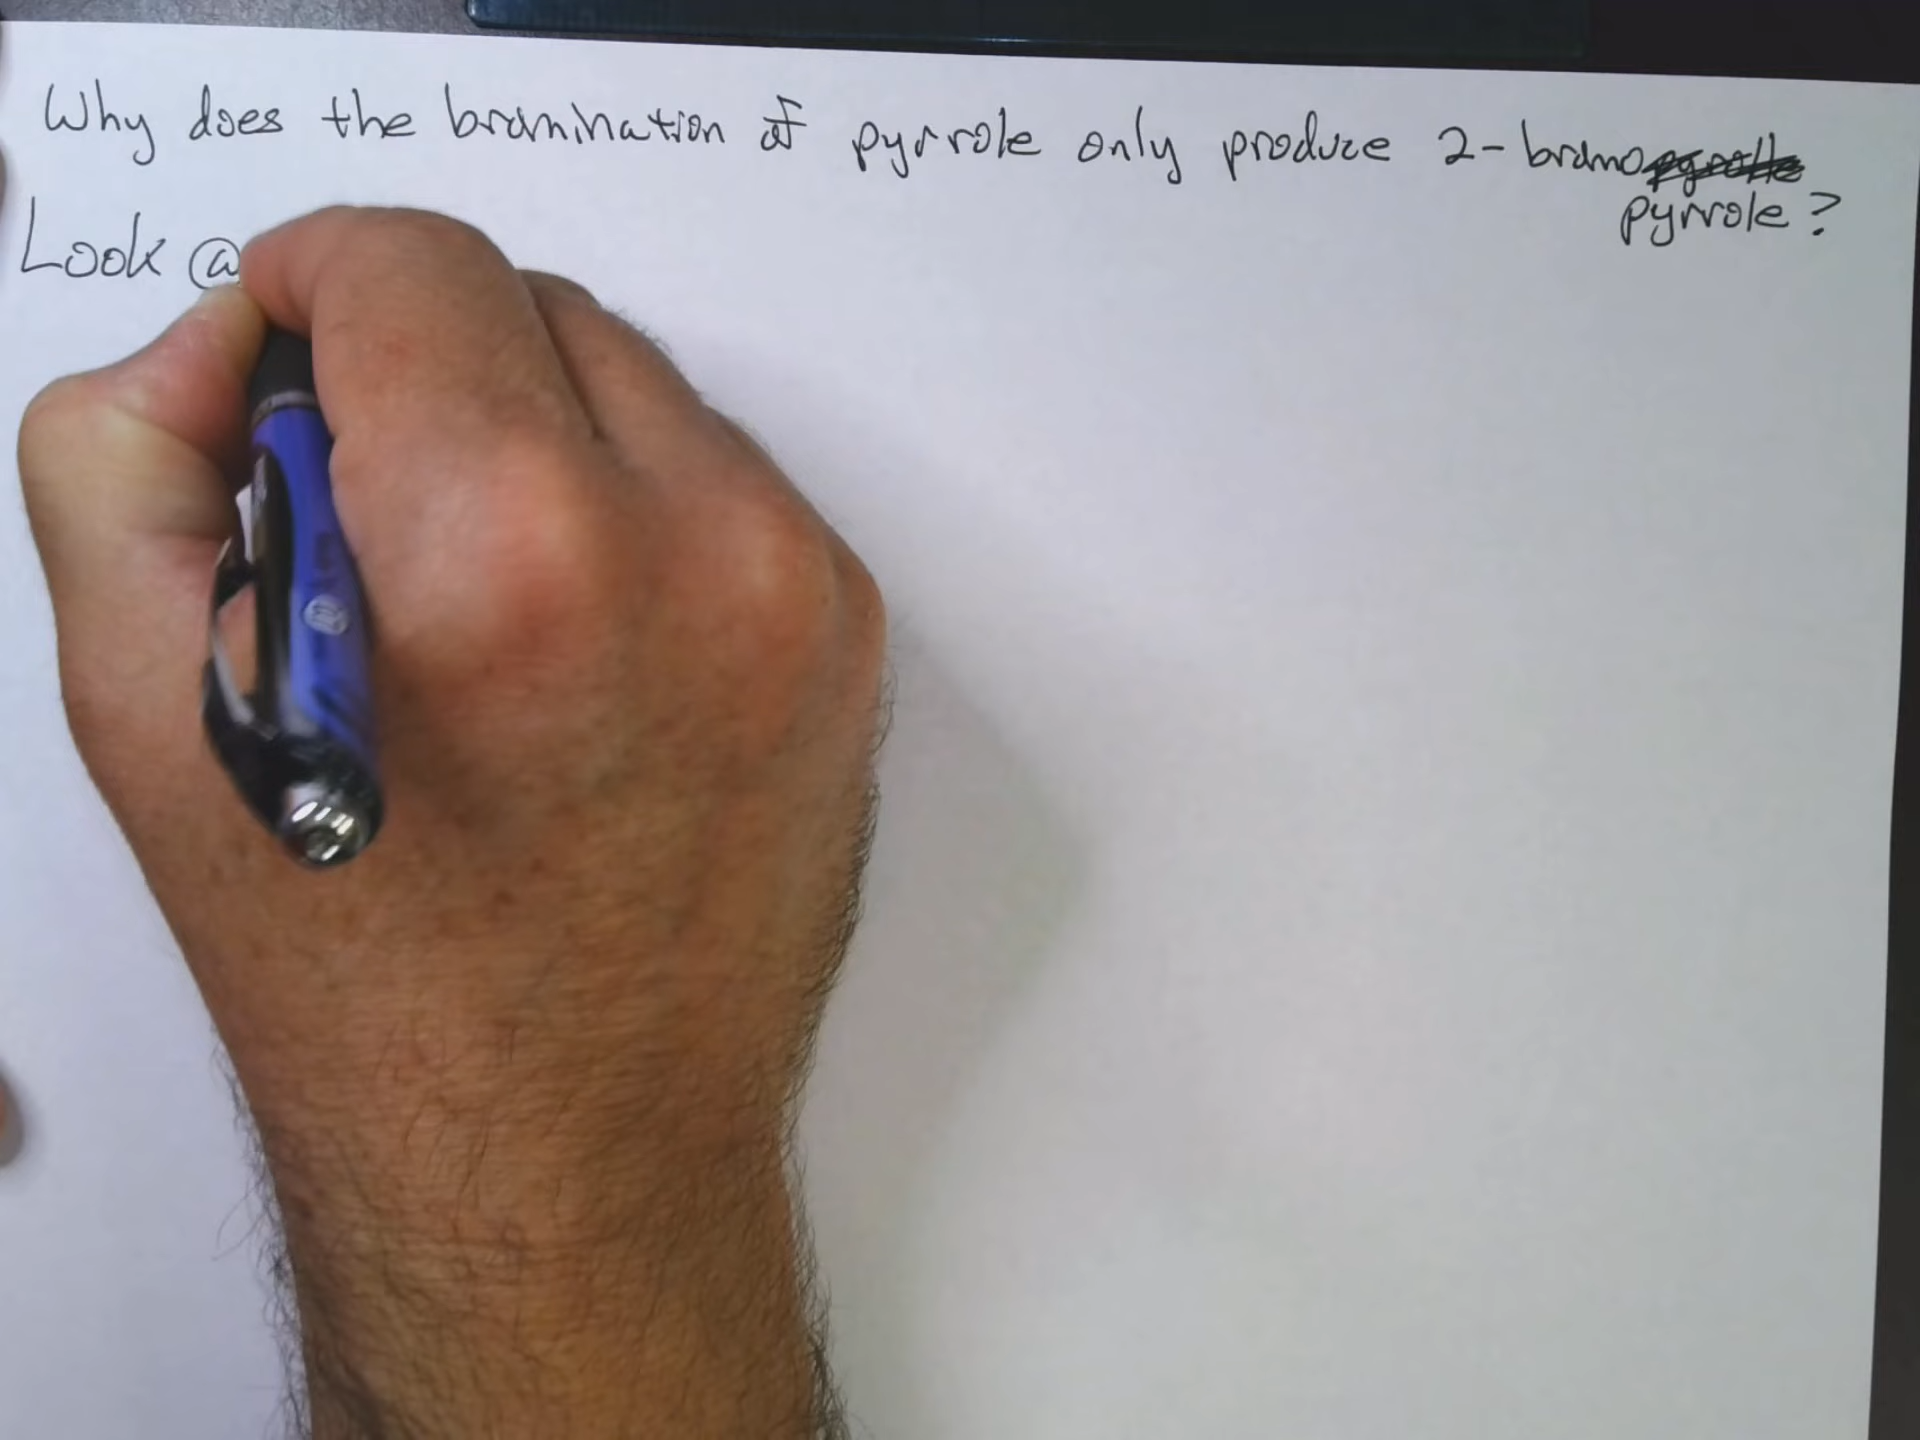 Why does the bromination of pyrrole only produce 2-bromo
pyrrole?
Look @